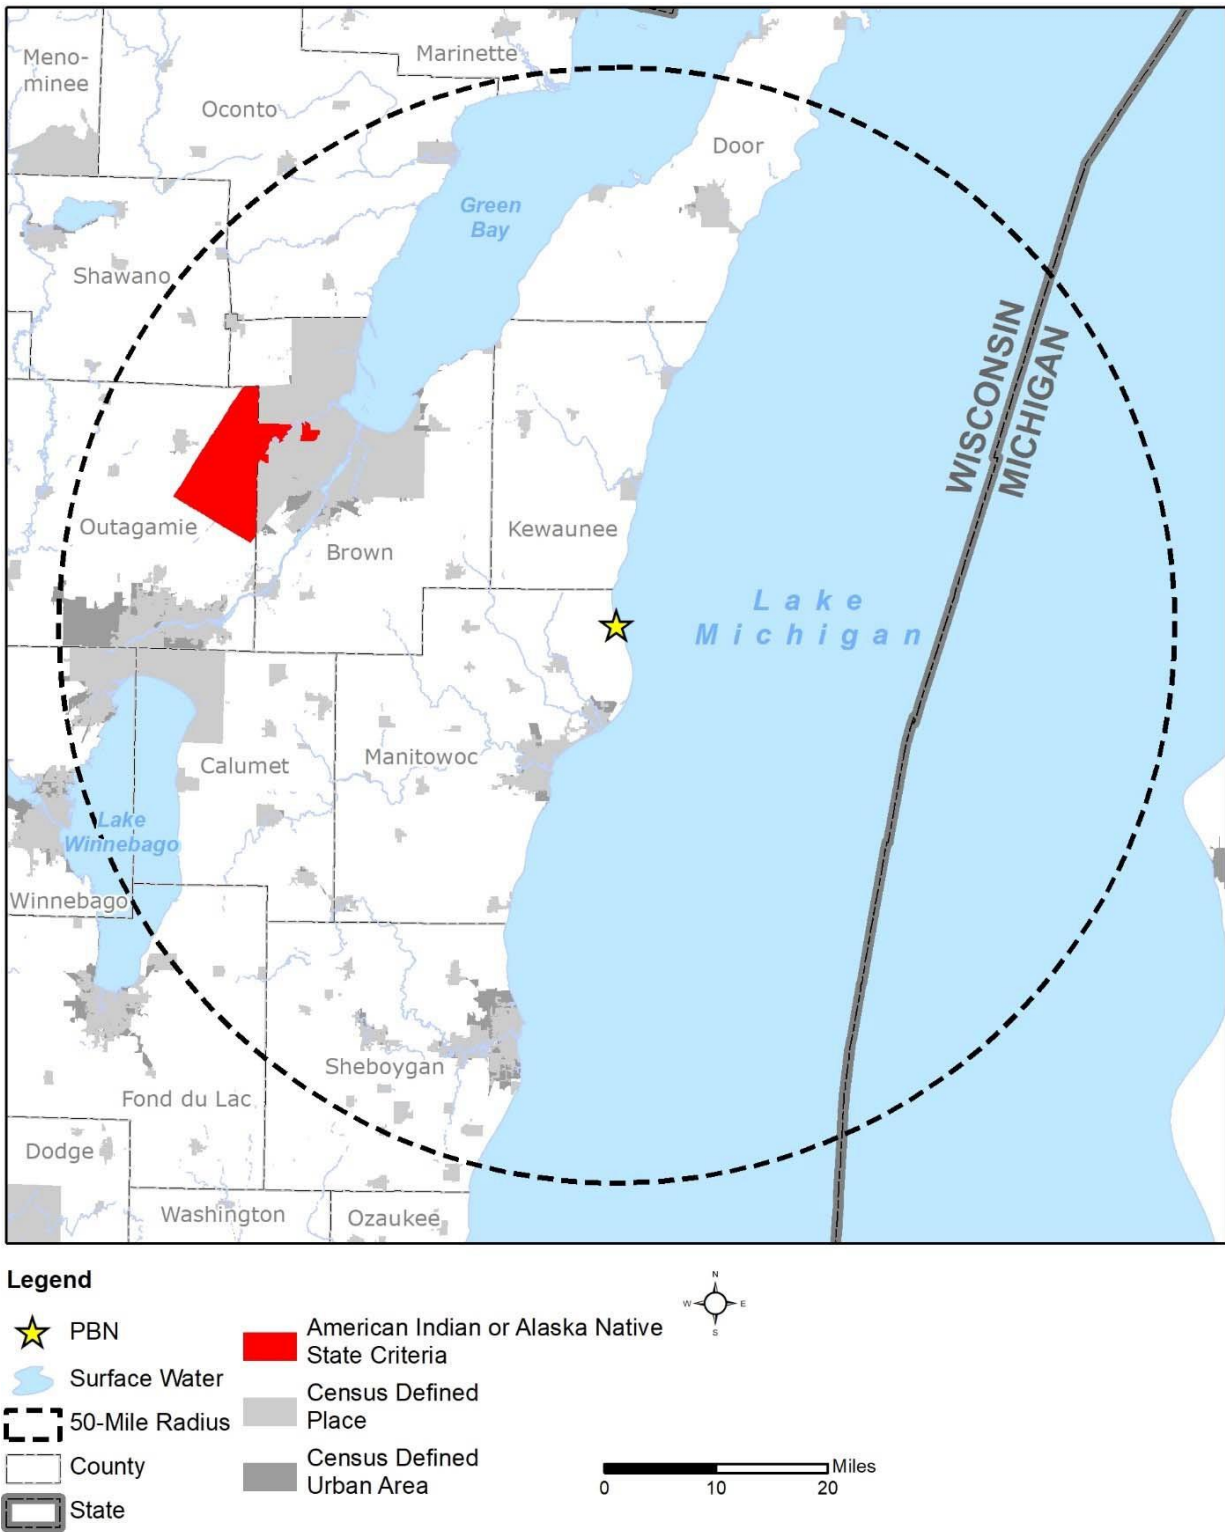 Meno-
minee
Marinette
Oconto
Door
Green
Bay
Shawano
WISCONSIN
MICHIGAN
Outagamie
Kewaunee
Brown
Lake
Michigan
Manitowoc
Calumet
Lake
Winnebago
Winnebago
Sheboygan
Fond du Lac
Dodge
Washington
Ozaukee
Legend
PBN
Surface Water
50-Mile Radius
County
State
American Indian or Alaska Native
State Criteria
Census Defined
Place
Census Defined
Urban Area
N
W E
S
Miles
0 10 20